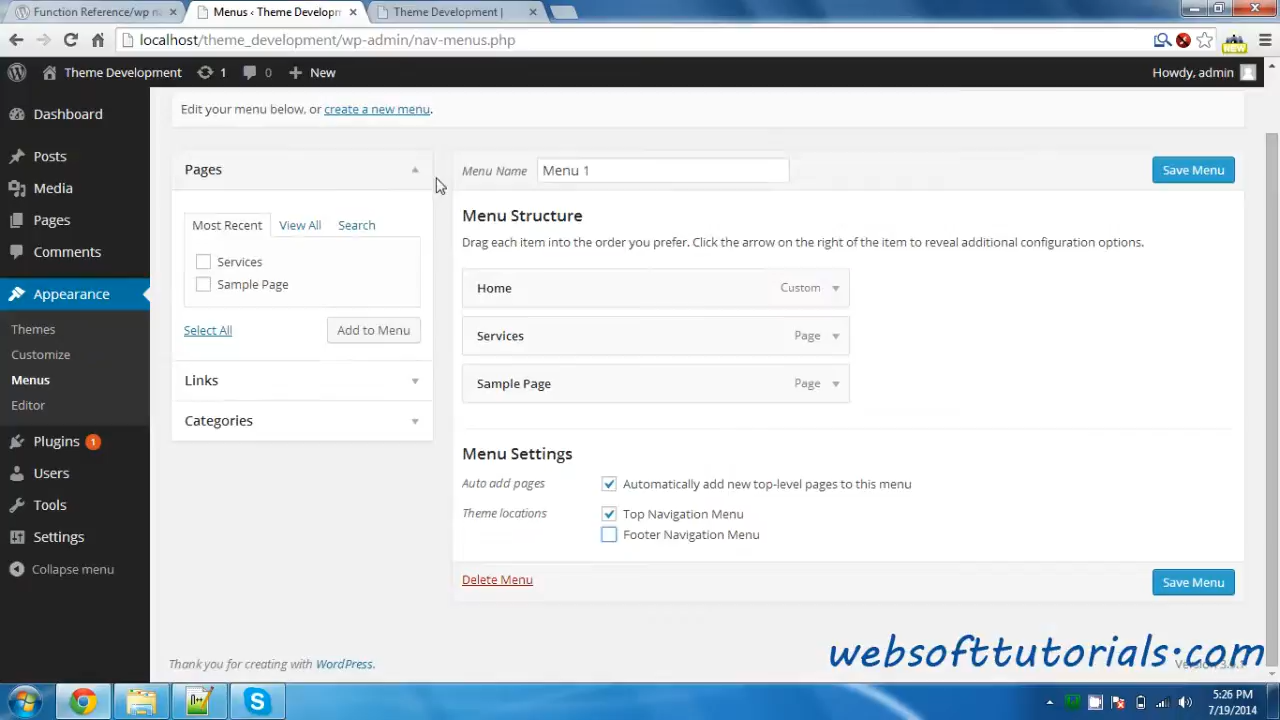 Function Reference/wp n
Menus ‹ Theme Developm
Theme Development |
localhost/theme_development/wp-admin/nav-menus.php
NEW
Theme Development
1
0
New
Howdy, admin
Edit your menu below, or create a new menu.
Dashboard
Posts
Media
Pages
Comments
Appearance
Themes
Customize
Menus
Editor
Plugins 1
Users
Tools
Settings
Collapse menu
Pages
Most Recent
View All
Search
Services
Sample Page
Select All
Add to Menu
Links
Categories
Menu Name
Menu 1
Save Menu
Menu Structure
Drag each item into the order you prefer. Click the arrow on the right of the item to reveal additional configuration options.
Home Custom
Services Page
Sample Page Page
Menu Settings
Auto add pages
Automatically add new top-level pages to this menu
Theme locations
Top Navigation Menu
Footer Navigation Menu
Delete Menu
Save Menu
Thank you for creating with WordPress.
websofttutorials.com
5:26 PM
7/19/2014